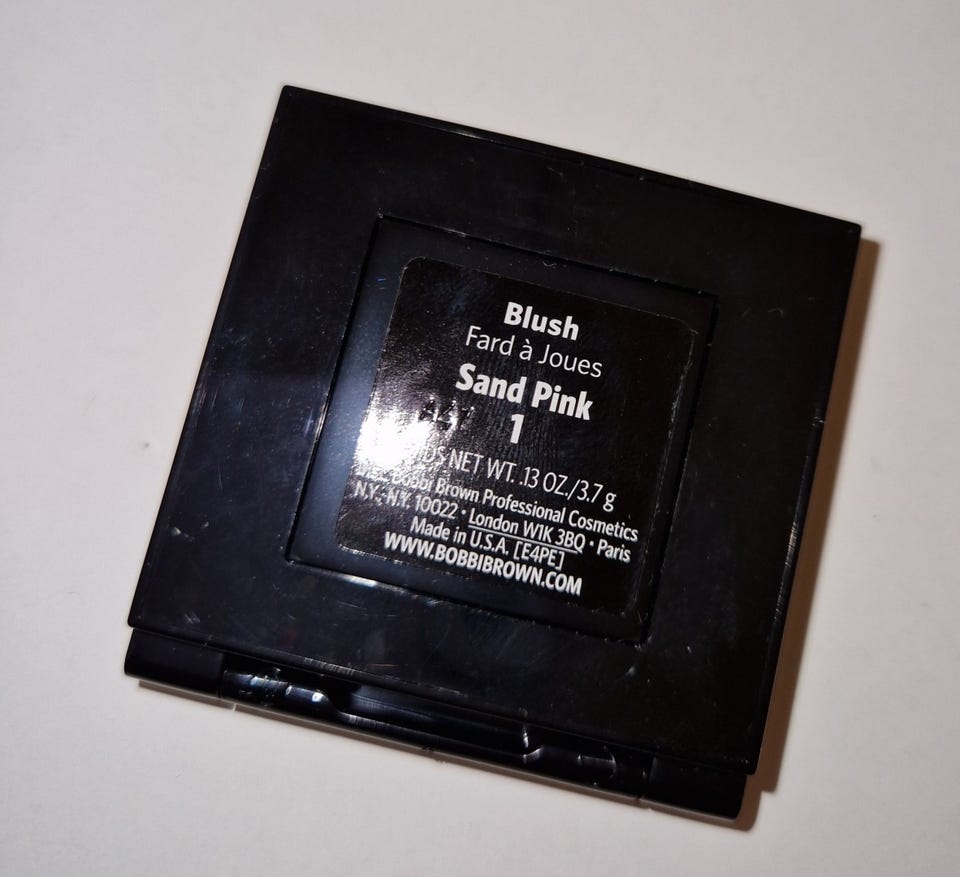 Blush
Fard à Joues
Sand Pink
1
NET WT. .13 OZ./3.7 g
Bobbi Brown Professional Cosmetics
N.Y., N.Y. 10022 • London W1K 3BQ • Paris
Made in U.S.A. [E4PE]
WWW.BOBBIBROWN.COM